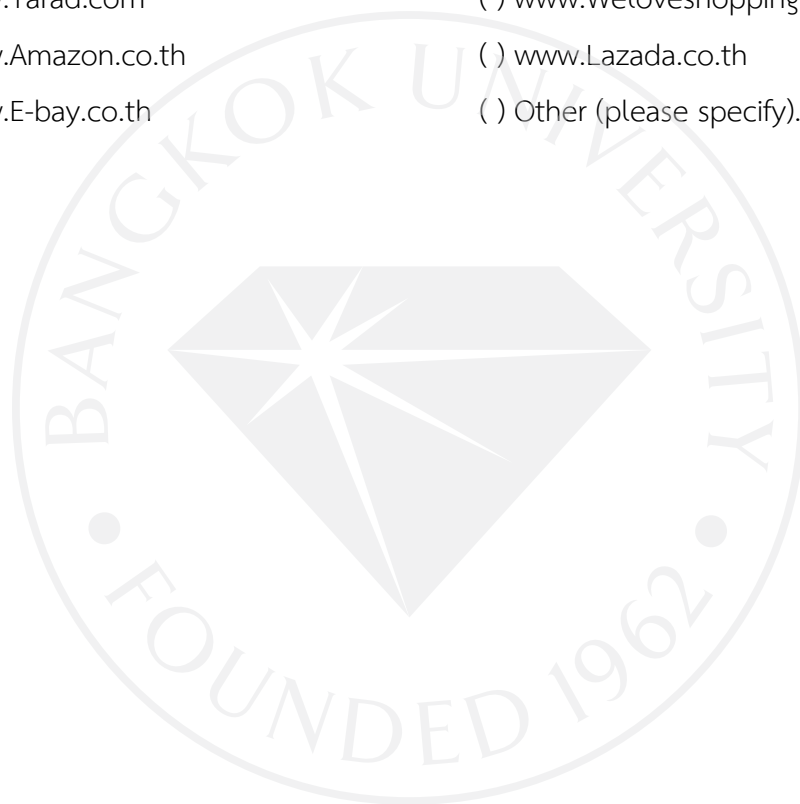 .Tarad.com ( ) www.Weloveshopping
.Amazon.co.th ( ) www.Lazada.co.th
.E-bay.co.th ( ) Other (please specify).
BANGKOK UNIVERSITY
FOUNDED 1962